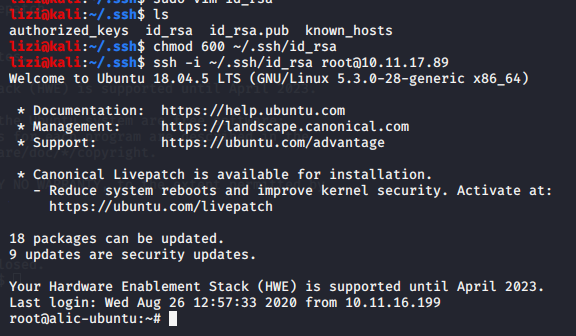 lizi@kali:~/.ssh$ sudo vim id_rsa
lizi@kali:~/.ssh$ ls
authorized_keys  id_rsa  id_rsa.pub  known_hosts
lizi@kali:~/.ssh$ chmod 600 ~/.ssh/id_rsa
lizi@kali:~/.ssh$ ssh -i ~/.ssh/id_rsa root@10.11.17.89
Welcome to Ubuntu 18.04.5 LTS (GNU/Linux 5.3.0-28-generic x86_64)
 * Documentation:  https://help.ubuntu.com
 * Management:     https://landscape.canonical.com
 * Support:        https://ubuntu.com/advantage
 * Canonical Livepatch is available for installation.
   - Reduce system reboots and improve kernel security. Activate at:
     https://ubuntu.com/livepatch
18 packages can be updated.
9 updates are security updates.
Your Hardware Enablement Stack (HWE) is supported until April 2023.
Last login: Wed Aug 26 12:57:33 2020 from 10.11.16.199
root@alic-ubuntu:~#